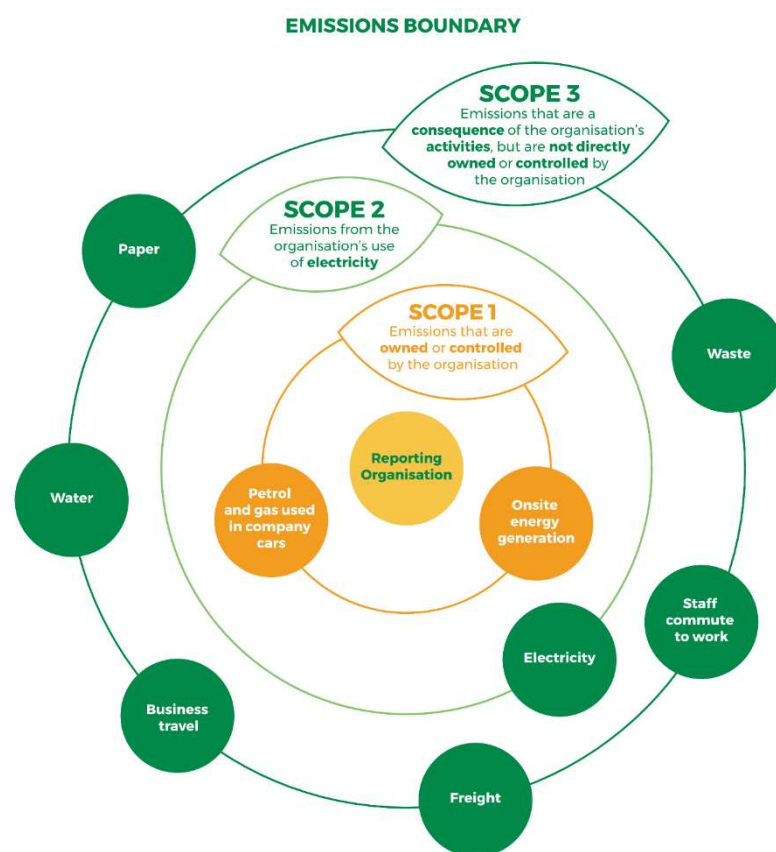 EMISSIONS BOUNDARY
SCOPE 3
Emissions that are a
consequence of the organisation's
activities, but are not directly
owned or controlled by
the organisation
SCOPE 2
Emissions from the
organisation's use
of electricity
Paper
SCOPE 1
Emissions that are
owned or controlled
by the organisation
Waste
Reporting
Organisation
Petrol
and gas used
in company
cars
Onsite
energy
generation
Water
Staff
commute
to work
Electricity
Business
travel
Freight